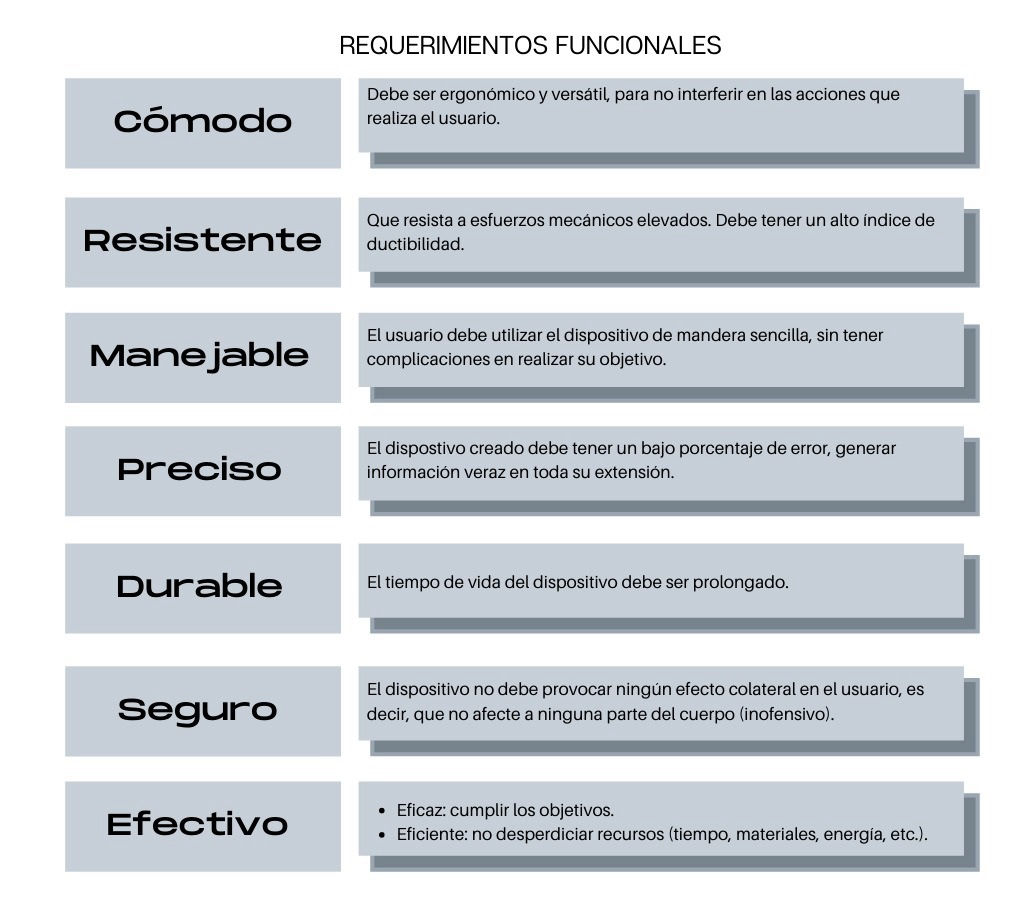 REQUERIMIENTOS FUNCIONALES
Cómodo
Debe ser ergonómico y versátil, para no interferir en las acciones que
realiza el usuario.
Resistente
Que resista a esfuerzos mecánicos elevados. Debe tener un alto índice de
ductibilidad.
Manejable
El usuario debe utilizar el dispositivo de mandera sencilla, sin tener
complicaciones en realizar su objetivo.
Preciso
El dispostivo creado debe tener un bajo porcentaje de error, generar
información veraz en toda su extensión.
Durable
El tiempo de vida del dispositivo debe ser prolongado.
Seguro
El dispositivo no debe provocar ningún efecto colateral en el usuario, es
decir, que no afecte a ninguna parte del cuerpo (inofensivo).
Efectivo
• Eficaz: cumplir los objetivos.
• Eficiente: no desperdiciar recursos (tiempo, materiales, energía, etc.).